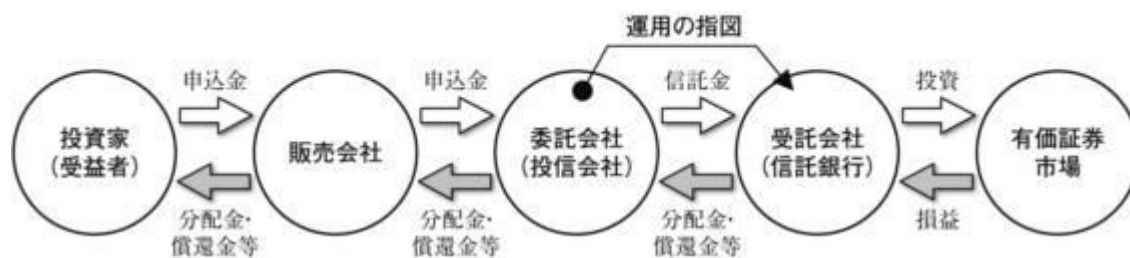 運用の指図
申込金
申込金
信託金
投資
投資家
(受益者)
販売会社
委託会社
(投信会社)
受託会社
(信託銀行)
有価証券
市場
分配金・
償還金等
分配金・
償還金等
分配金・
償還金等
損益